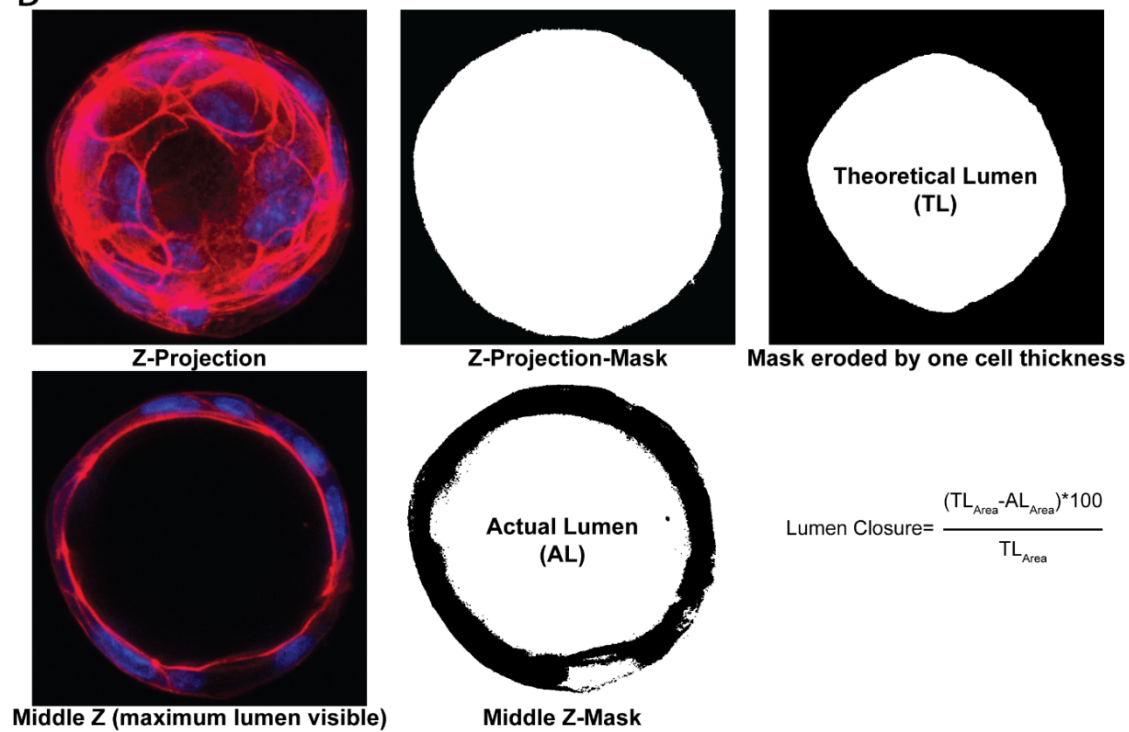 Theoretical Lumen
(TL)
Z-Projection
Z-Projection-Mask
Mask eroded by one cell thickness
Actual Lumen
(AL)
Lumen Closure= (TLArea-ALArea)*100
TLArea
Middle Z (maximum lumen visible)
Middle Z-Mask